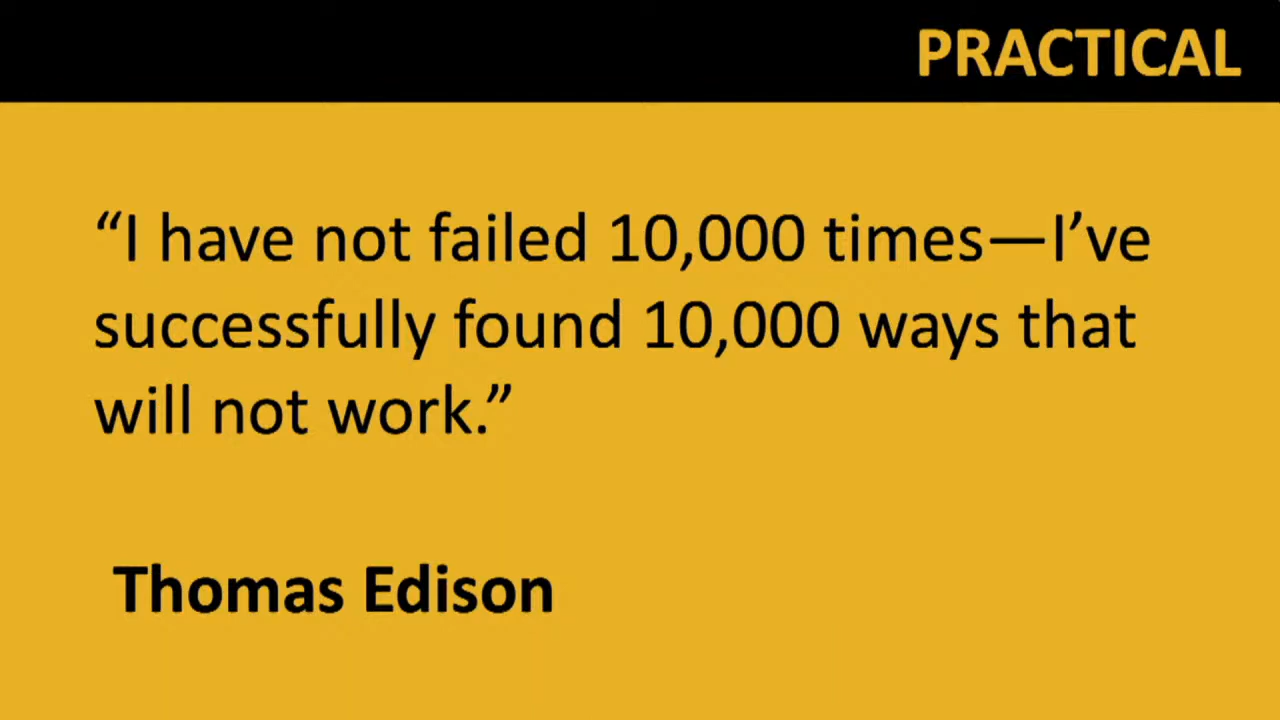 PRACTICAL
“I have not failed 10,000 times—I’ve
successfully found 10,000 ways that
will not work.”
Thomas Edison